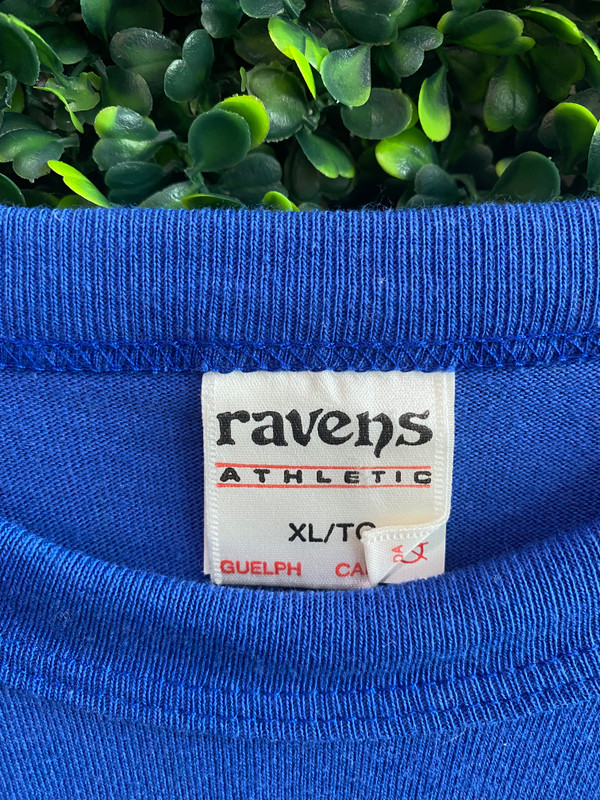 ravens
ATHLETIC
XL/TG
GUELPH